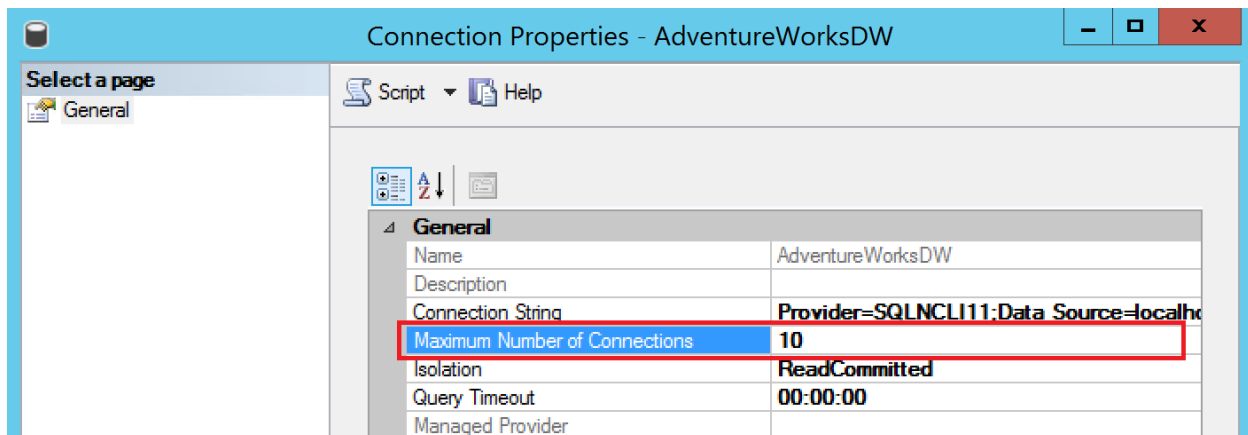 Connection Properties - AdventureWorksDW
Select a page
General
Script Help
General
Name AdventureWorksDW
Description
Connection String Provider=SQLNCLI11;Data Source=localho
Maximum Number of Connections 10
Isolation ReadCommitted
Query Timeout 00:00:00
Managed Provider